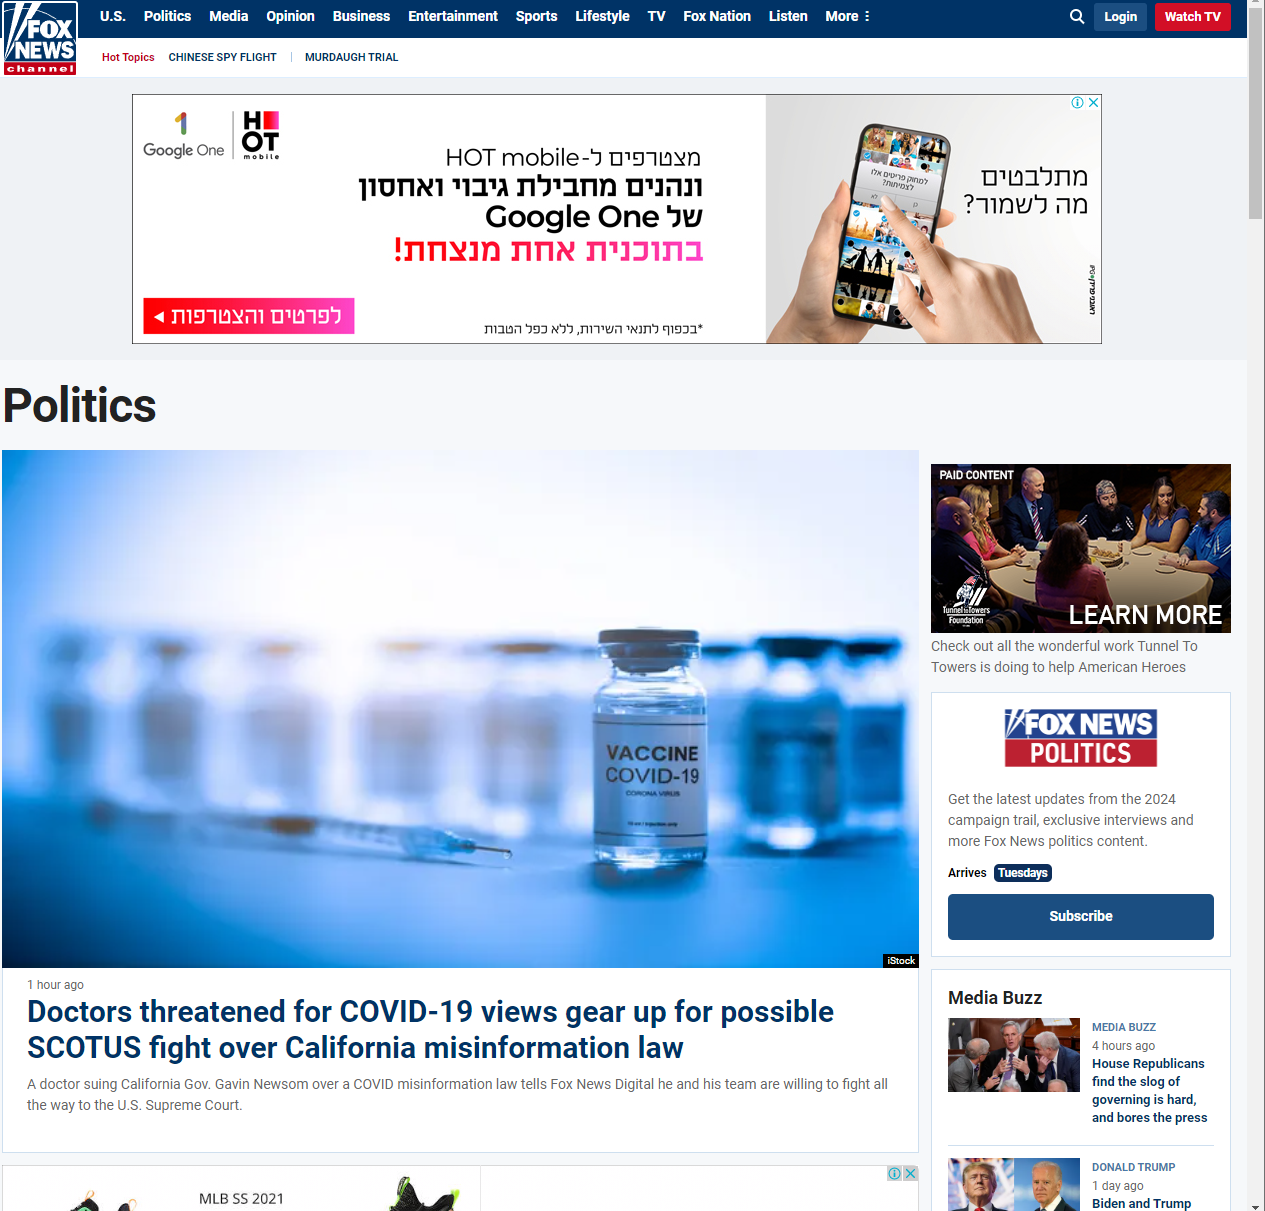 FOX
NEWS
channel
U.S. Politics Media Opinion Business Entertainment Sports Lifestyle TV Fox Nation Listen More
Login
Watch TV
Hot Topics CHINESE SPY FLIGHT MURDAUGH TRIAL
Google One
HOT
mobile
מצטרפים ל-HOT mobile
ונהנים מחבילת גיבוי ואחסון
של Google One
בתוכנית אחת מנצחת!
לפרטים והצטרפות
*בכפוף לתנאי השירות, ללא כפל הטבות
למחוק פריטים אלו
לצמיתות?
לא
כן
מתלבטים
מה לשמור?
Politics
VACCINE
COVID-19
CORONA VIRUS
iStock
1 hour ago
Doctors threatened for COVID-19 views gear up for possible
SCOTUS fight over California misinformation law
A doctor suing California Gov. Gavin Newsom over a COVID misinformation law tells Fox News Digital he and his team are willing to fight all
the way to the U.S. Supreme Court.
MLB SS 2021
PAID CONTENT
Tunnel to Towers
Foundation
LEARN MORE
Check out all the wonderful work Tunnel To
Towers is doing to help American Heroes
FOX NEWS
POLITICS
Get the latest updates from the 2024
campaign trail, exclusive interviews and
more Fox News politics content.
Arrives Tuesdays
Subscribe
Media Buzz
MEDIA BUZZ
4 hours ago
House Republicans
find the slog of
governing is hard,
and bores the press
DONALD TRUMP
1 day ago
Biden and Trump